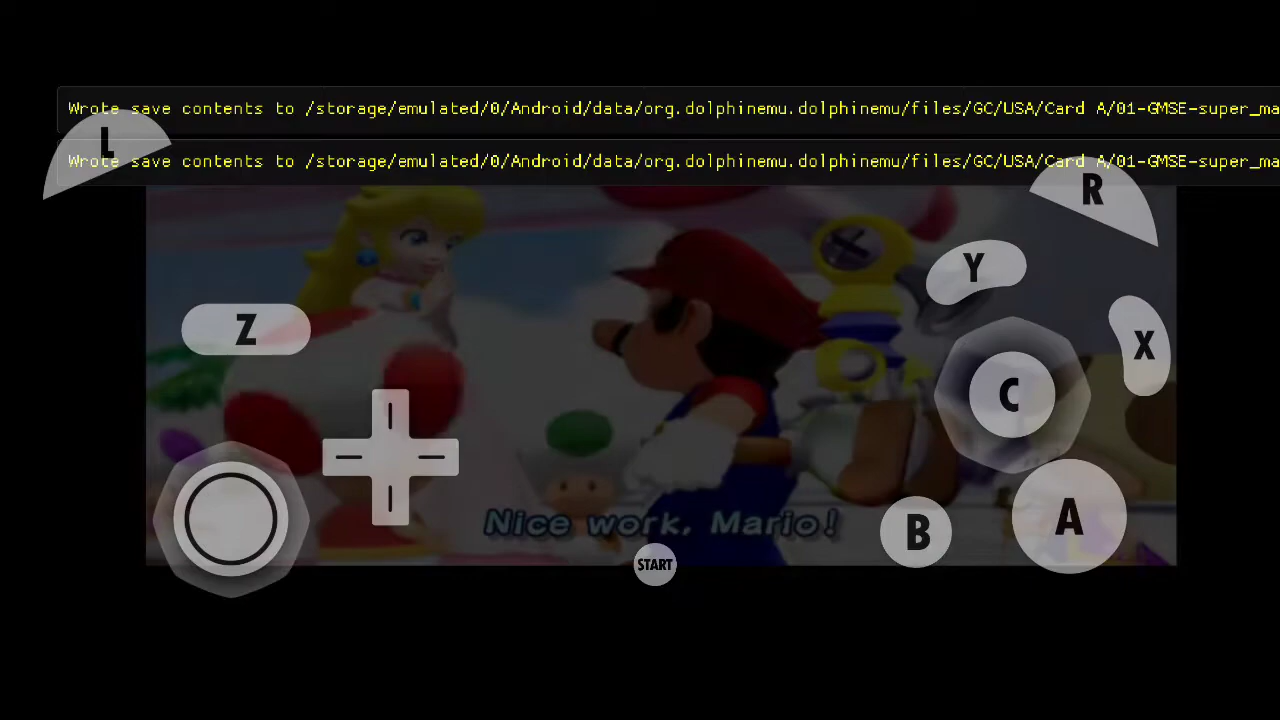 Wrote save contents to /storage/emulated/0/Android/data/org.dolphinemu.dolphinemu/files/GC/USA/Card A/01-GMSE-super_ma
L
Wrote save contents to /storage/emulated/0/Android/data/org.dolphinemu.dolphinemu/files/GC/USA/Card A/01-GMSE-super_ma
R
Y
Z
X
C
Nice work, Mario!
B
A
START